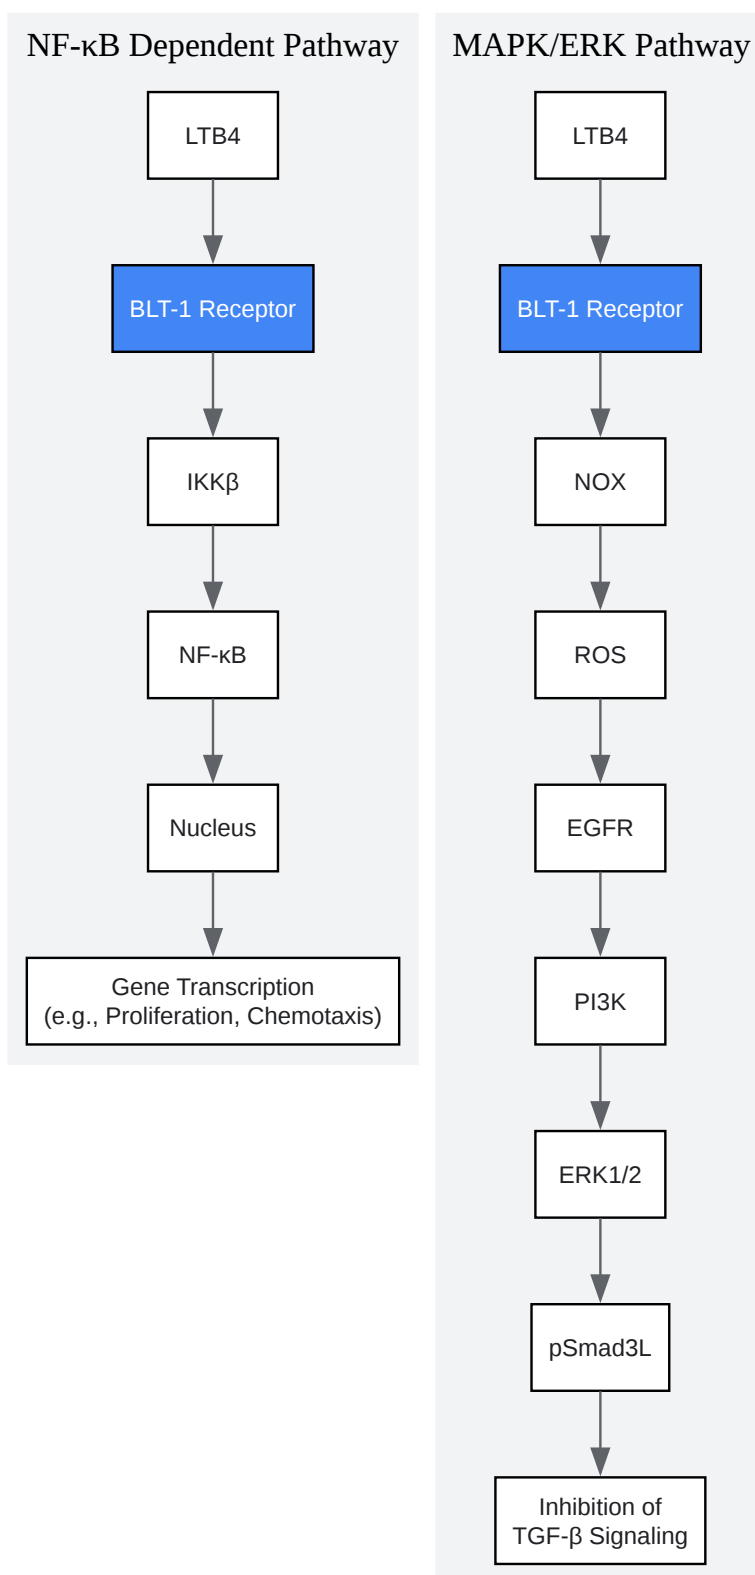 NF-κB Dependent Pathway
LTB4
BLT-1 Receptor
IKKβ
NF-κB
Nucleus
Gene Transcription
(e.g., Proliferation, Chemotaxis)
MAPK/ERK Pathway
LTB4
BLT-1 Receptor
NOX
ROS
EGFR
PI3K
ERK1/2
pSmad3L
Inhibition of
TGF-β Signaling